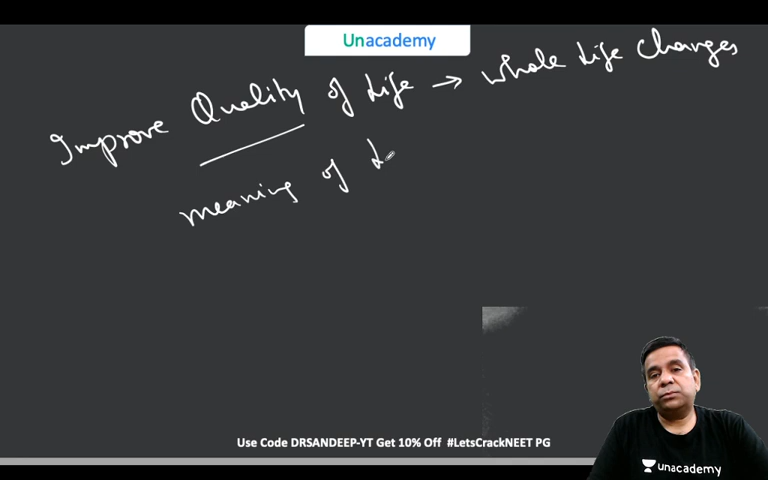 Unacademy
Improve Quality of Life → whole Life changes
meaning of
Use Code DRSANDEEP-YT Get 10% Off #LetsCrackNEET PG
unacademy